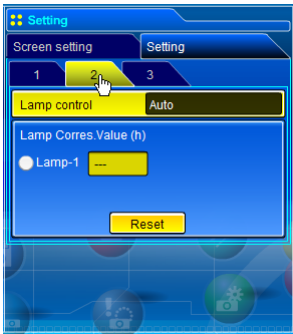 Setting
Screen setting Setting
1 2 3
Lamp control Auto
Lamp Corres.Value (h)
Lamp-1 ---
Reset